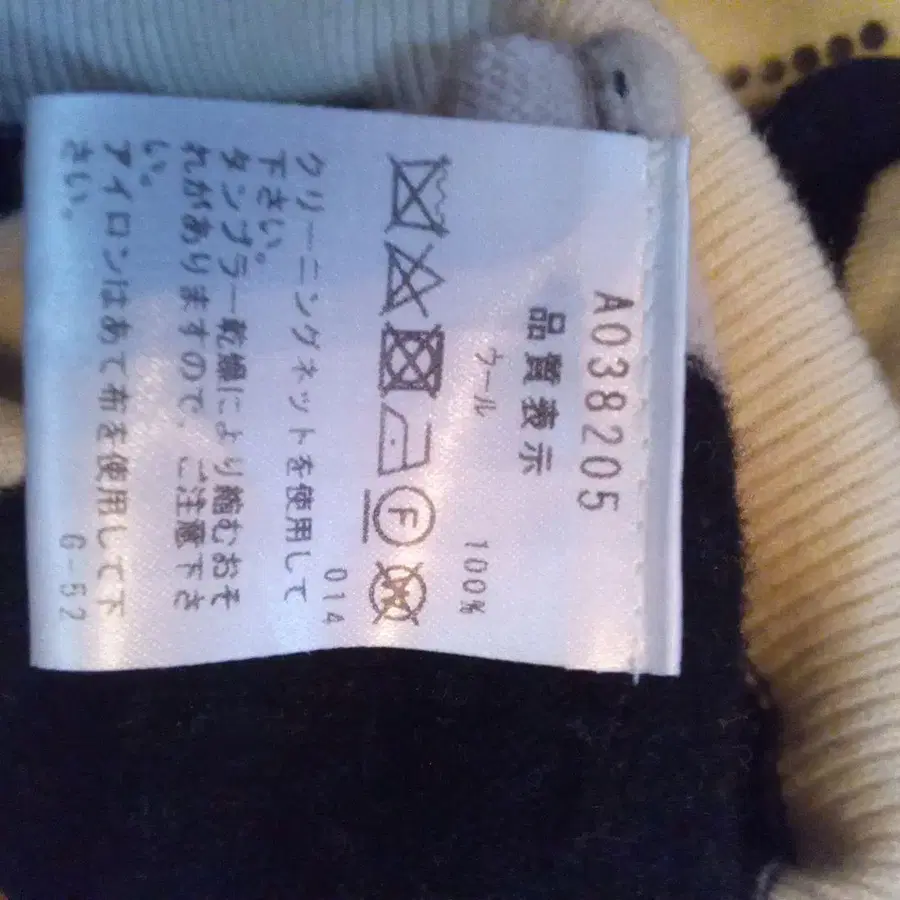 A038205
品質表示
ウール 100%
F
W
014
クリーニングネットを使用して
下さい。
タンブラー乾燥により縮むおそ
れがありますので、ご注意下さ
い。
アイロンはあて布を使用して下
さい。
G-52